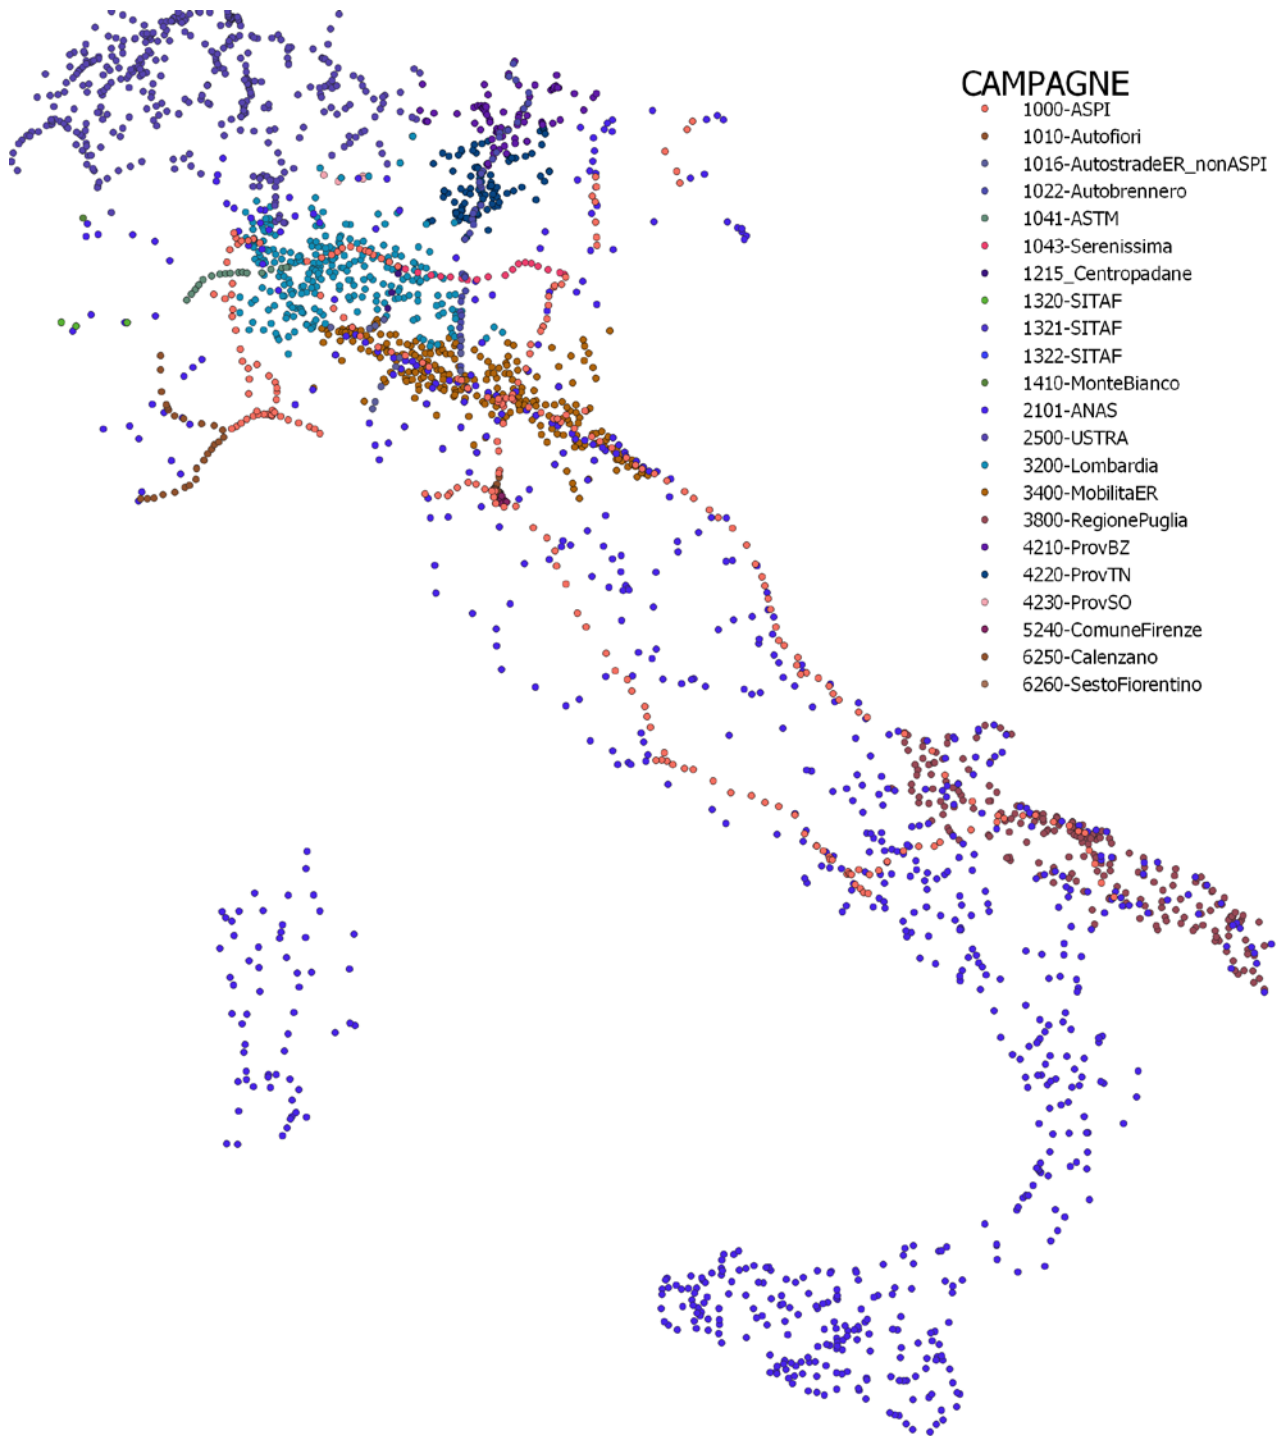 CAMPAGNE
1000-ASPI
1010-Autofiori
1016-AutostradeER_nonASPI
1022-Autobrennero
1041-ASTM
1043-Serenissima
1215_Centropadane
1320-SITAF
1321-SITAF
1322-SITAF
1410-MonteBianco
2101-ANAS
2500-USTRA
3200-Lombardia
3400-MobilitaER
3800-RegionePuglia
4210-ProvBZ
4220-ProvTN
4230-ProvSO
5240-ComuneFirenze
6250-Calenzano
6260-SestoFiorentino